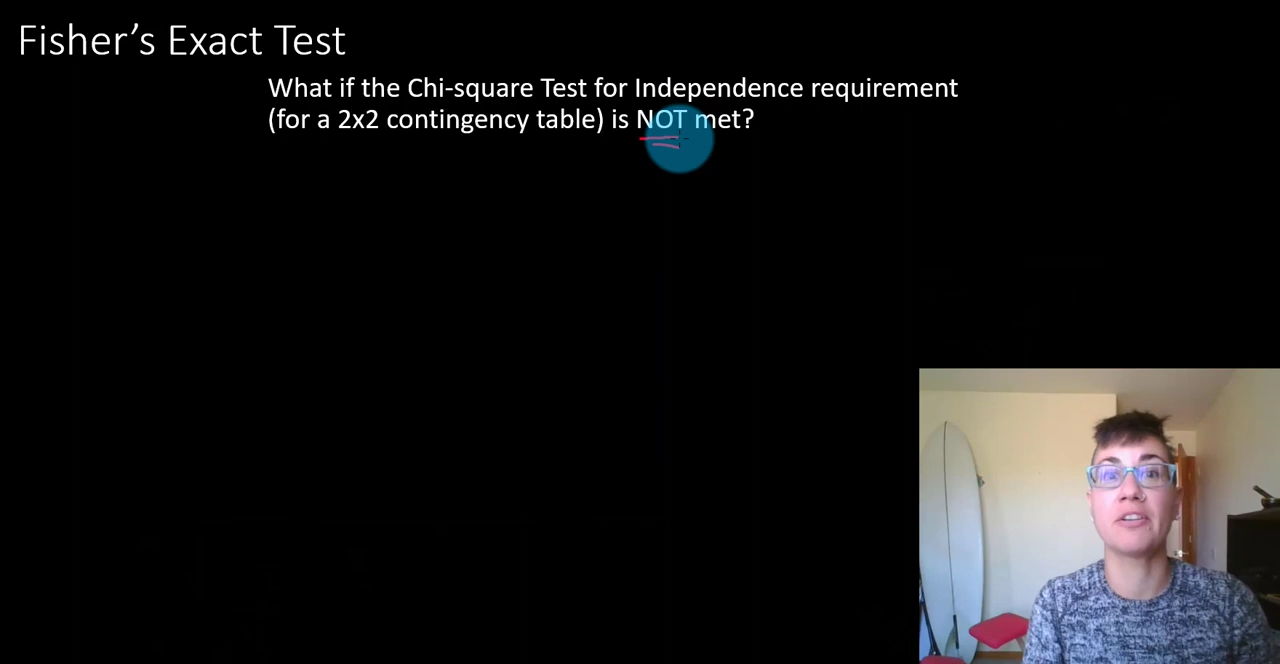 Fisher’s Exact Test
What if the Chi-square Test for Independence requirement
(for a 2x2 contingency table) is NOT met?